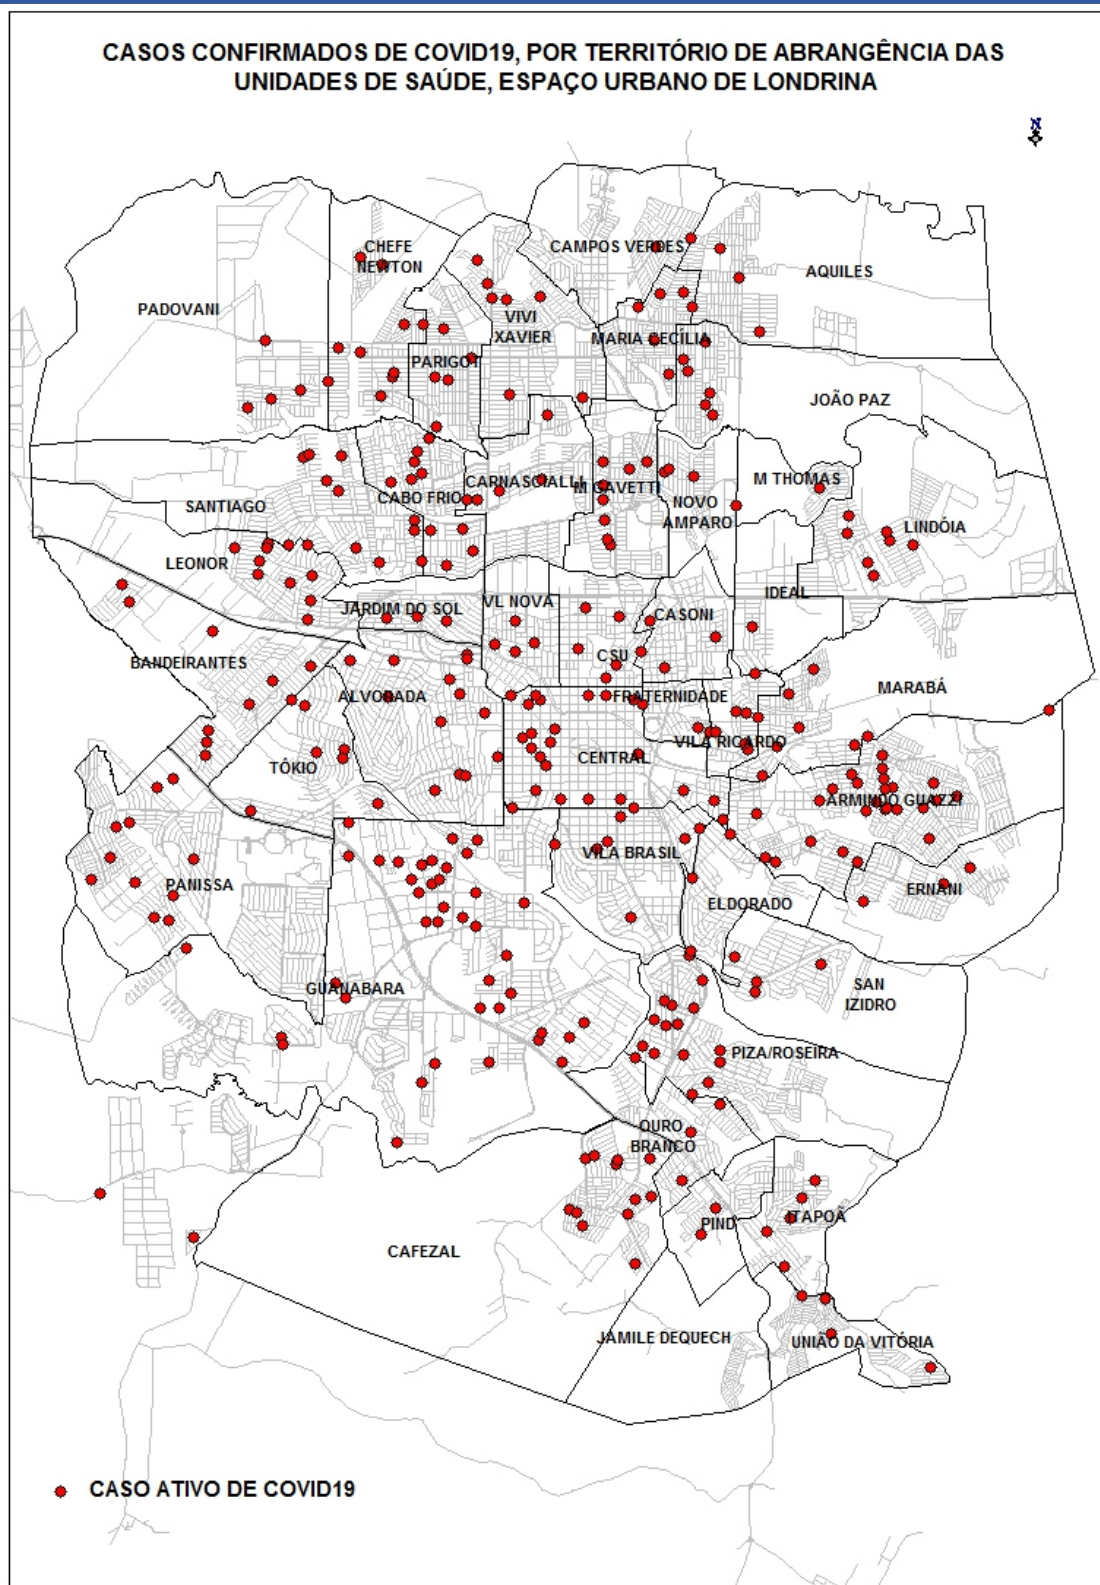 CASOS CONFIRMADOS DE COVID19, POR TERRITÓRIO DE ABRANGÊNCIA DAS
UNIDADES DE SAÚDE, ESPAÇO URBANO DE LONDRINA
N
CHEFE
NEWTON
CAMPOS VERDES
AQUILES
PADOVANI
VIVI
XAVIER
MARIA CECÍLIA
PARIGOT
JOÃO PAZ
SANTIAGO
CABO FRIO
CARNASCIALLI
M GAVETTI
NOVO
AMPARO
M THOMAS
LINDÓIA
LEONOR
JARDIM DO SOL
VL NOVA
CASONI
IDEAL
BANDEIRANTES
CSU
ALVORADA
FRATERNIDADE
MARABÁ
TÓKIO
CENTRAL
VILA RICARDO
ARMINDO GUAZZI
PANISSA
VILA BRASIL
ELDORADO
ERNANI
GUANABARA
SAN
IZIDRO
PIZA/ROSEIRA
OURO
BRANCO
CAFEZAL
PIND
ITAPOÃ
JAMILE DEQUECH
UNIÃO DA VITÓRIA
CASO ATIVO DE COVID19